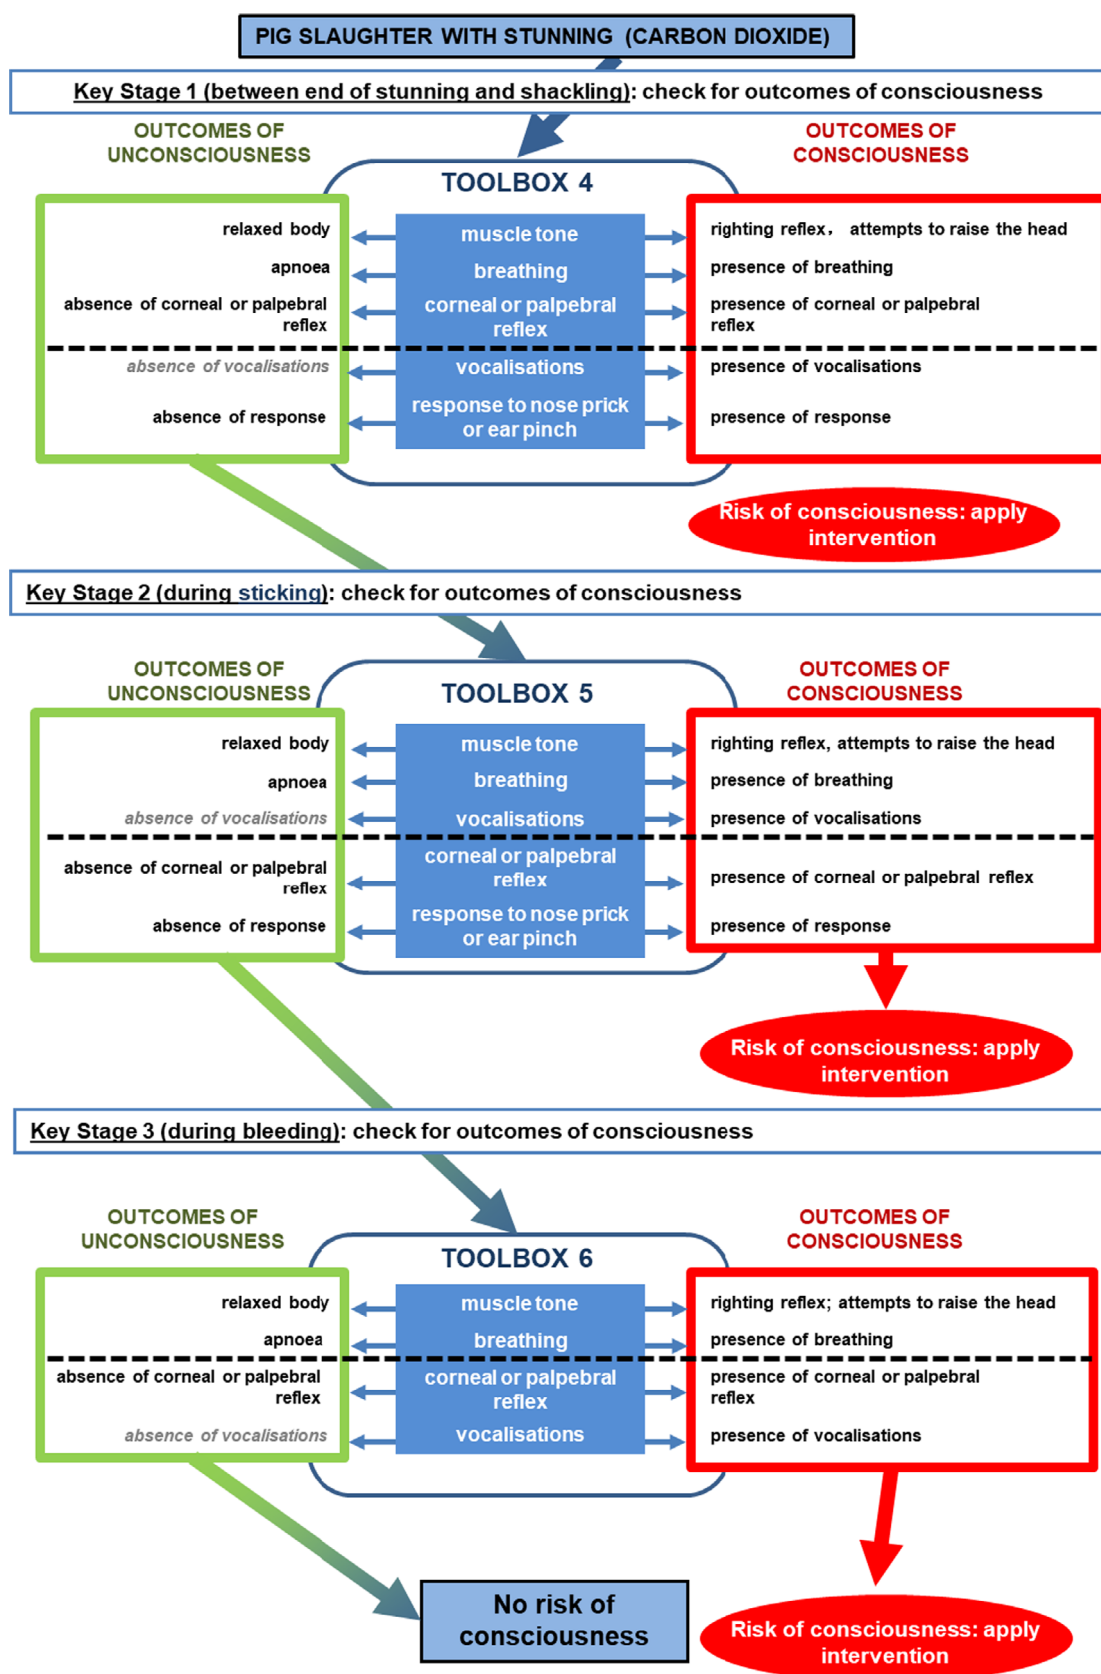 PIG SLAUGHTER WITH STUNNING (CARBON DIOXIDE)
Key Stage 1 (between end of stunning and shackling): check for outcomes of consciousness
OUTCOMES OF
UNCONSCIOUSNESS
OUTCOMES OF
CONSCIOUSNESS
TOOLBOX 4
relaxed body
muscle tone
righting reflex， attempts to raise the head
apnoea
breathing
presence of breathing
absence of corneal or palpebral
reflex
corneal or palpebral
reflex
presence of corneal or palpebral
reflex
absence of vocalisations
vocalisations
presence of vocalisations
absence of response
response to nose prick
or ear pinch
presence of response
Risk of consciousness: apply
intervention
Key Stage 2 (during sticking): check for outcomes of consciousness
OUTCOMES OF
UNCONSCIOUSNESS
OUTCOMES OF
CONSCIOUSNESS
TOOLBOX 5
relaxed body
muscle tone
righting reflex, attempts to raise the head
apnoea
breathing
presence of breathing
absence of vocalisations
vocalisations
presence of vocalisations
absence of corneal or palpebral
reflex
corneal or palpebral
reflex
presence of corneal or palpebral reflex
absence of response
response to nose prick
or ear pinch
presence of response
Risk of consciousness: apply
intervention
Key Stage 3 (during bleeding): check for outcomes of consciousness
OUTCOMES OF
UNCONSCIOUSNESS
OUTCOMES OF
CONSCIOUSNESS
TOOLBOX 6
relaxed body
muscle tone
righting reflex; attempts to raise the head
apnoea
breathing
presence of breathing
absence of corneal or palpebral
reflex
corneal or palpebral
reflex
presence of corneal or palpebral
reflex
absence of vocalisations
vocalisations
presence of vocalisations
No risk of
consciousness
Risk of consciousness: apply
intervention